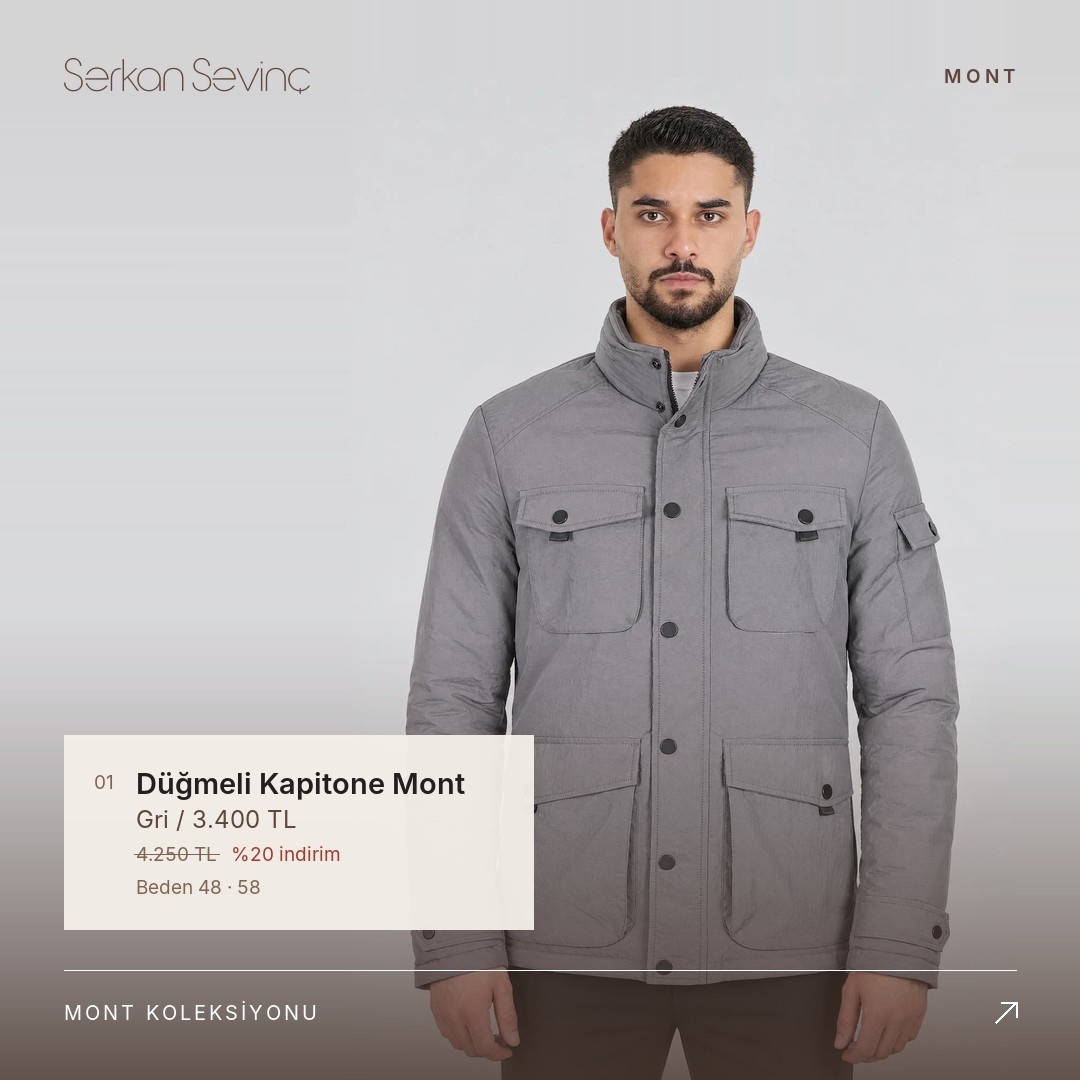 Serkan Sevinç
MONT
01 Düğmeli Kapitone Mont
Gri / 3.400 TL
4.250 TL %20 indirim
Beden 48 · 58
MONT KOLEKSİYONU